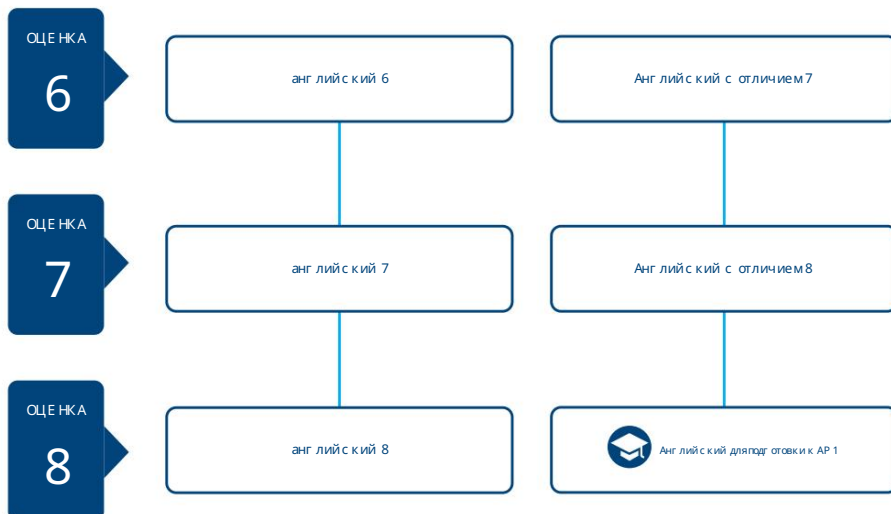 ОЦЕНКА
6
английский 6
Английский с отличием 7
ОЦЕНКА
7
английский 7
Английский с отличием 8
ОЦЕНКА
8
английский 8
Английский для подготовки к AP 1